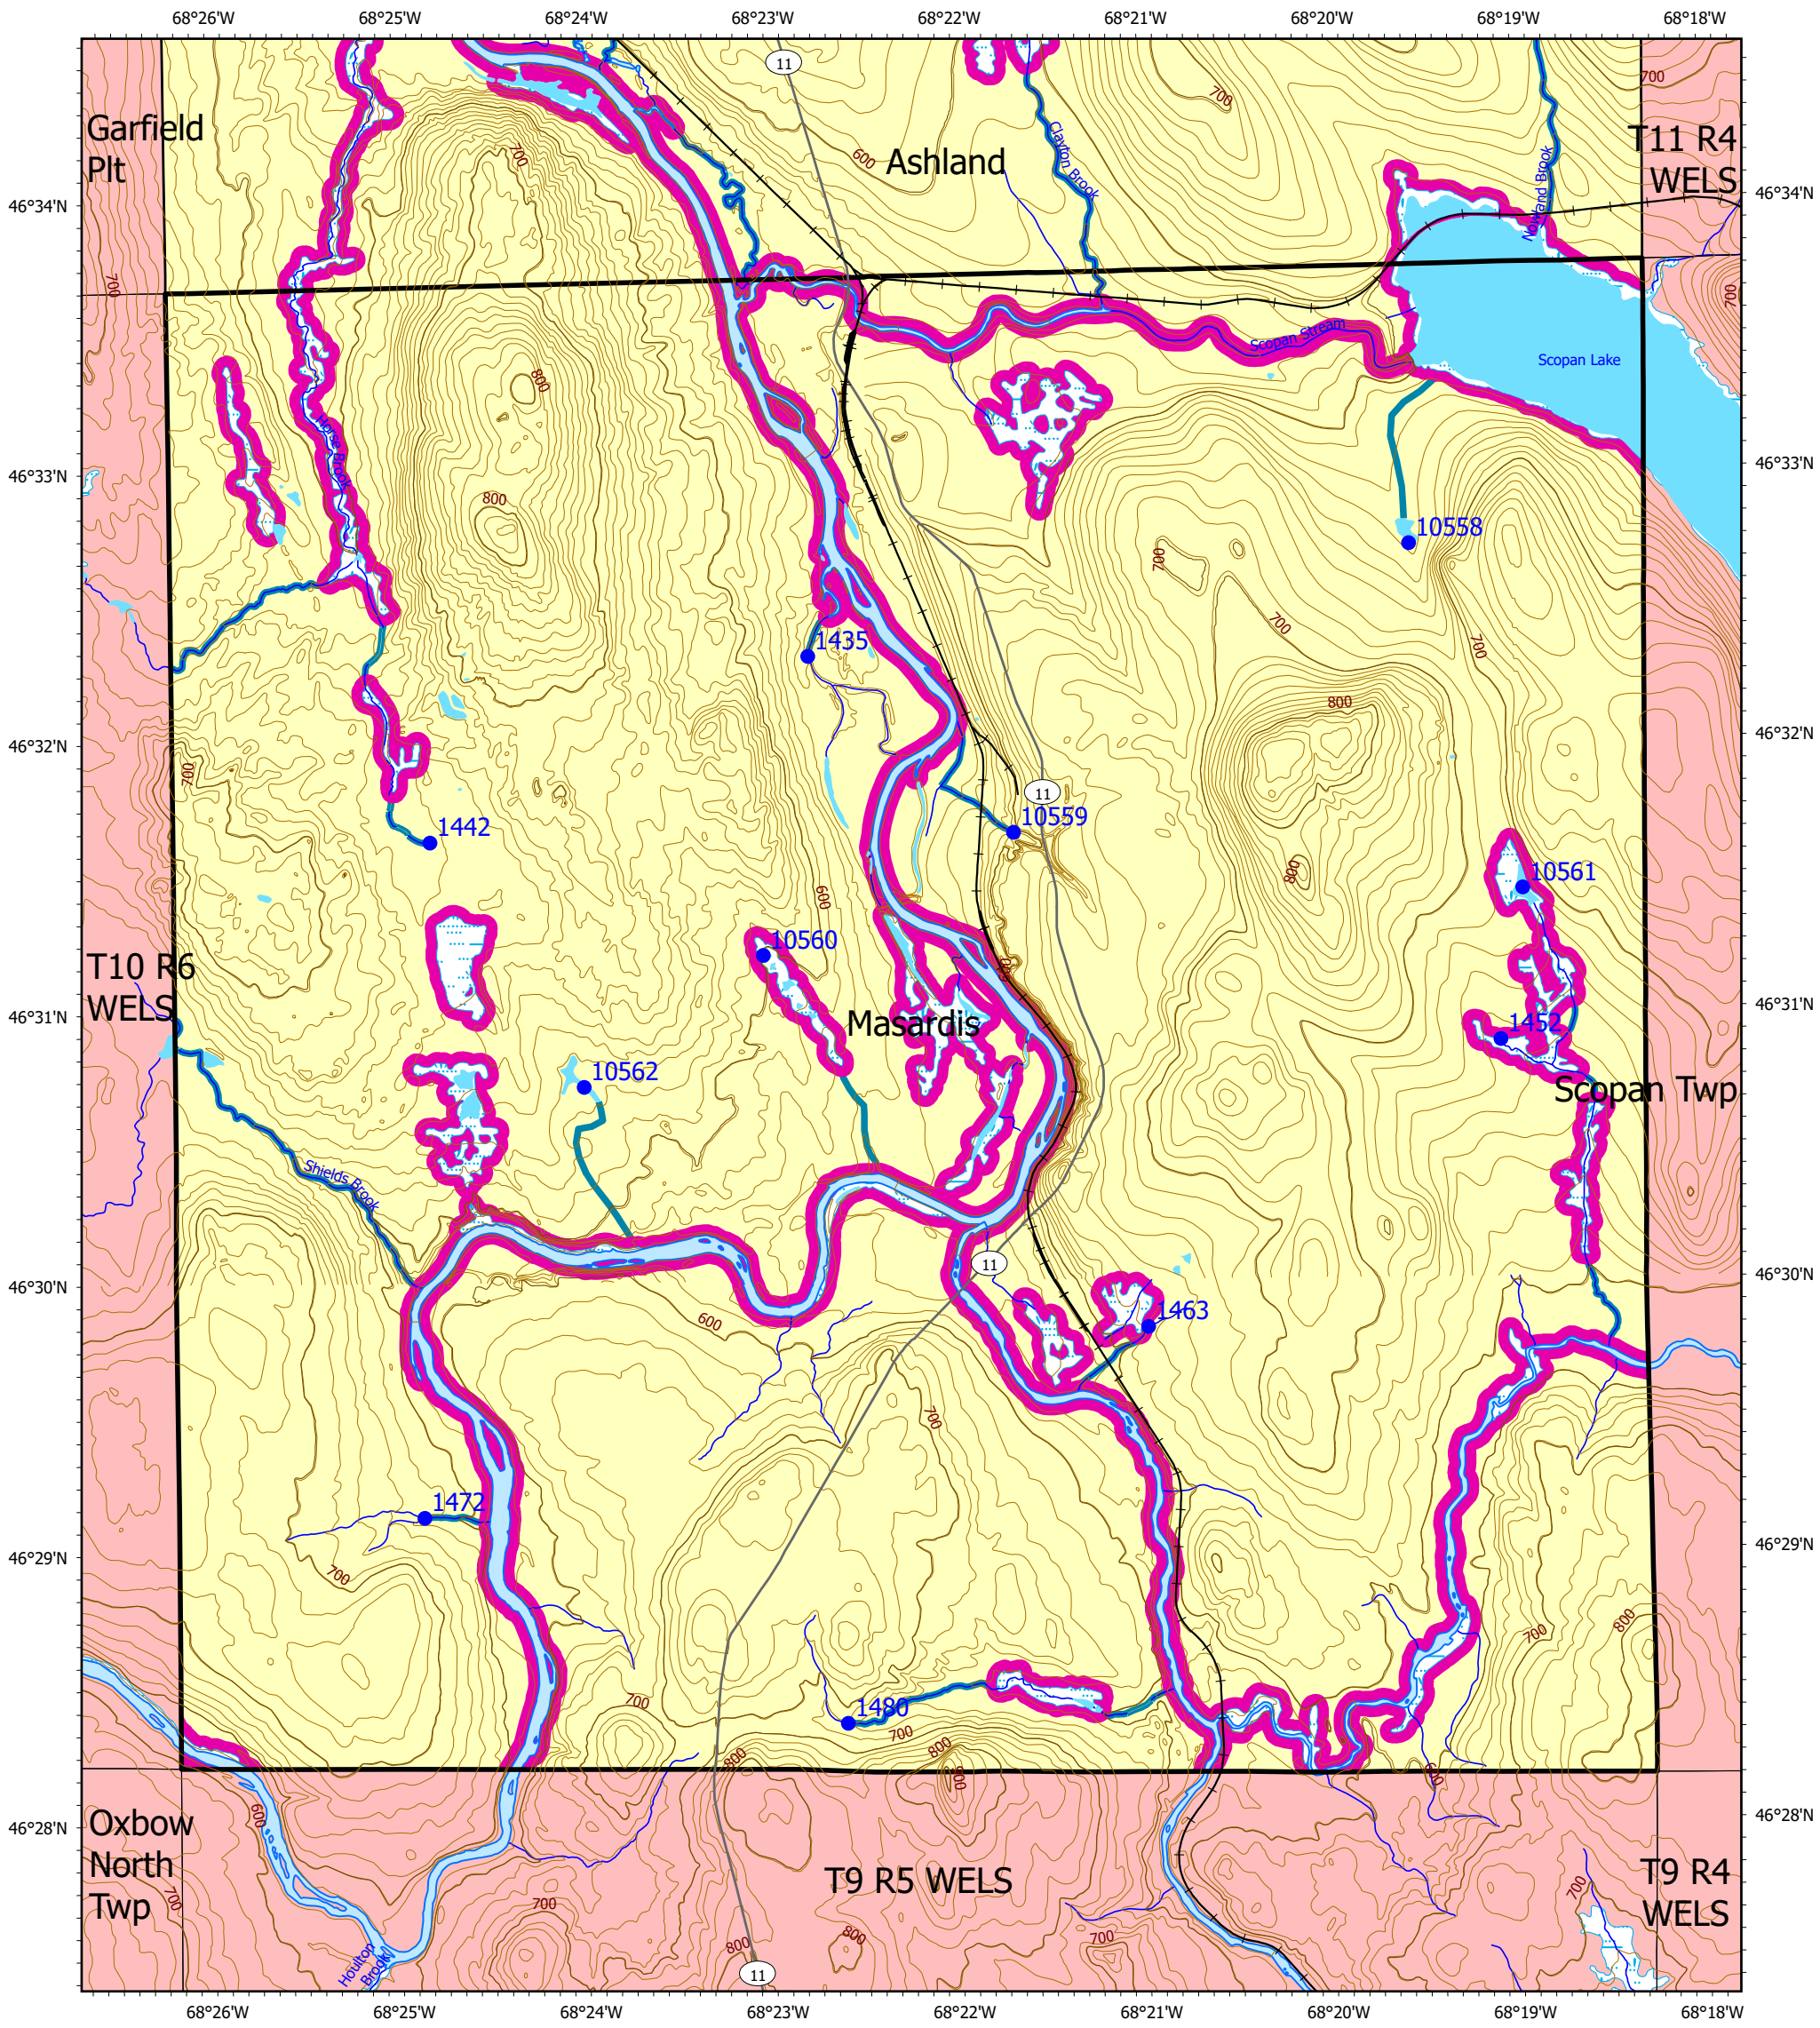 68°26'W 68°25'W 68°24'W 68°23'W 68°22'W 68°21'W 68°20'W 68°19'W 68°18'W
11
700
700
Garfield
Plt
Clayton Brook
T11 R4
WELS
700
600
Ashland
Nowland Brook
46°34'N
46°34'N
700
700
Scopan Stream
Scopan Lake
800
Horse Brook
46°33'N
46°33'N
800
10558
700
700
1435
700
800
46°32'N
46°32'N
700
11
10559
1442
800
10561
600
10560
T10 R6
WELS
600
46°31'N
46°31'N
Masardis
1452
10562
Scopan Twp
Shields Brook
11
46°30'N
46°30'N
1463
600
700
1472
46°29'N
46°29'N
700
800
700
700
1480
700
800
800
900
600
600
Oxbow
North
Twp
46°28'N
46°28'N
T9 R5 WELS
T9 R4
WELS
700
700
700
800
800
700
Houlton
Brook
11
68°26'W 68°25'W 68°24'W 68°23'W 68°22'W 68°21'W 68°20'W 68°19'W 68°18'W